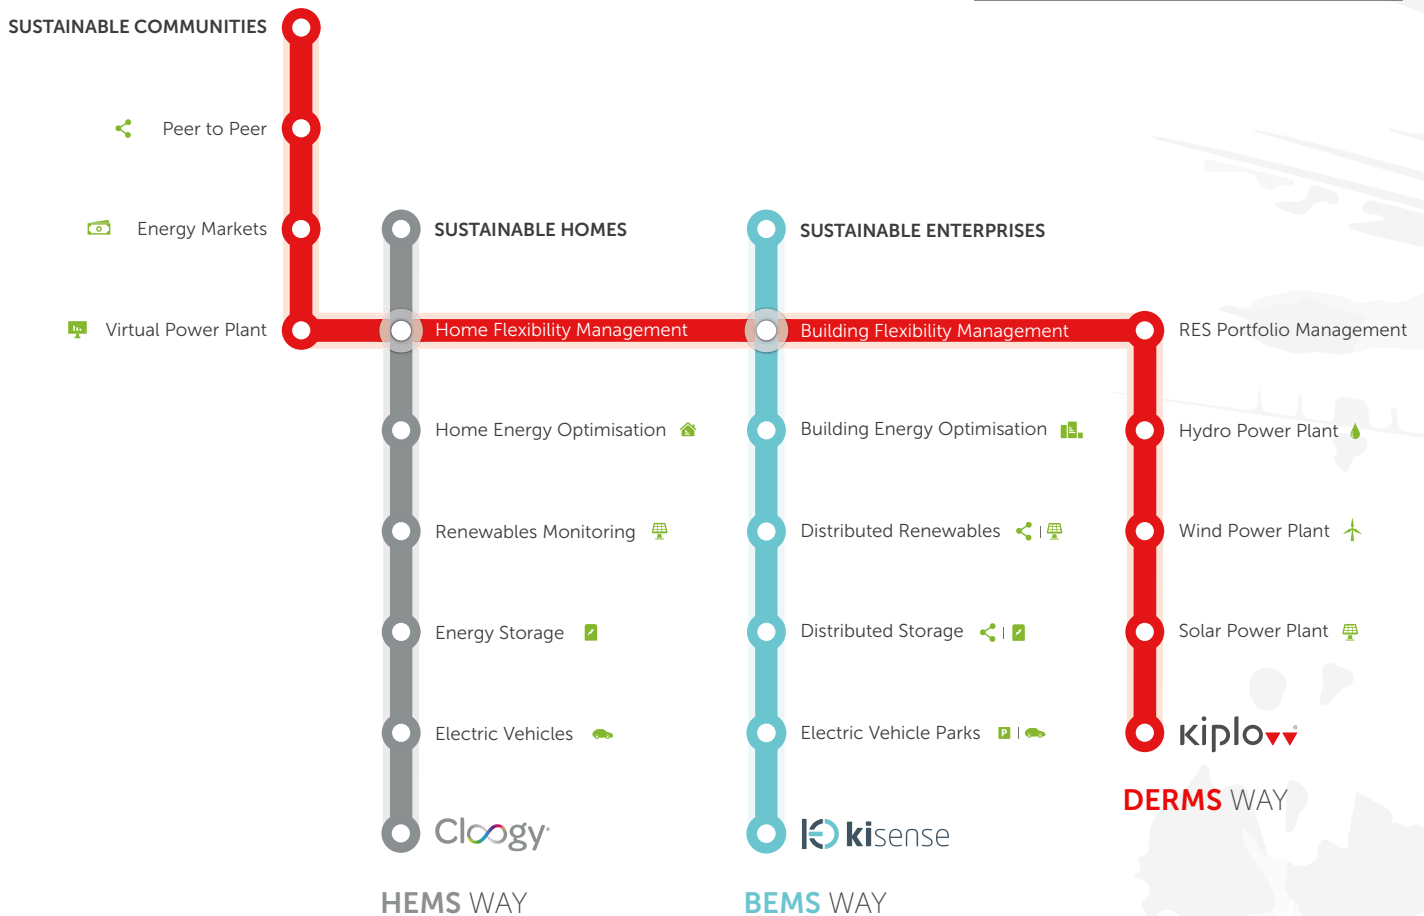 SUSTAINABLE COMMUNITIES
Peer to Peer
Energy Markets
Virtual Power Plant
SUSTAINABLE HOMES
Home Flexibility Management
Home Energy Optimisation
Renewables Monitoring
Energy Storage
Electric Vehicles
Cloogy
HEMS WAY
SUSTAINABLE ENTERPRISES
Building Flexibility Management
Building Energy Optimisation
Distributed Renewables
Distributed Storage
Electric Vehicle Parks P
kisense
BEMS WAY
RES Portfolio Management
Hydro Power Plant
Wind Power Plant
Solar Power Plant
kiplo
DERMS WAY